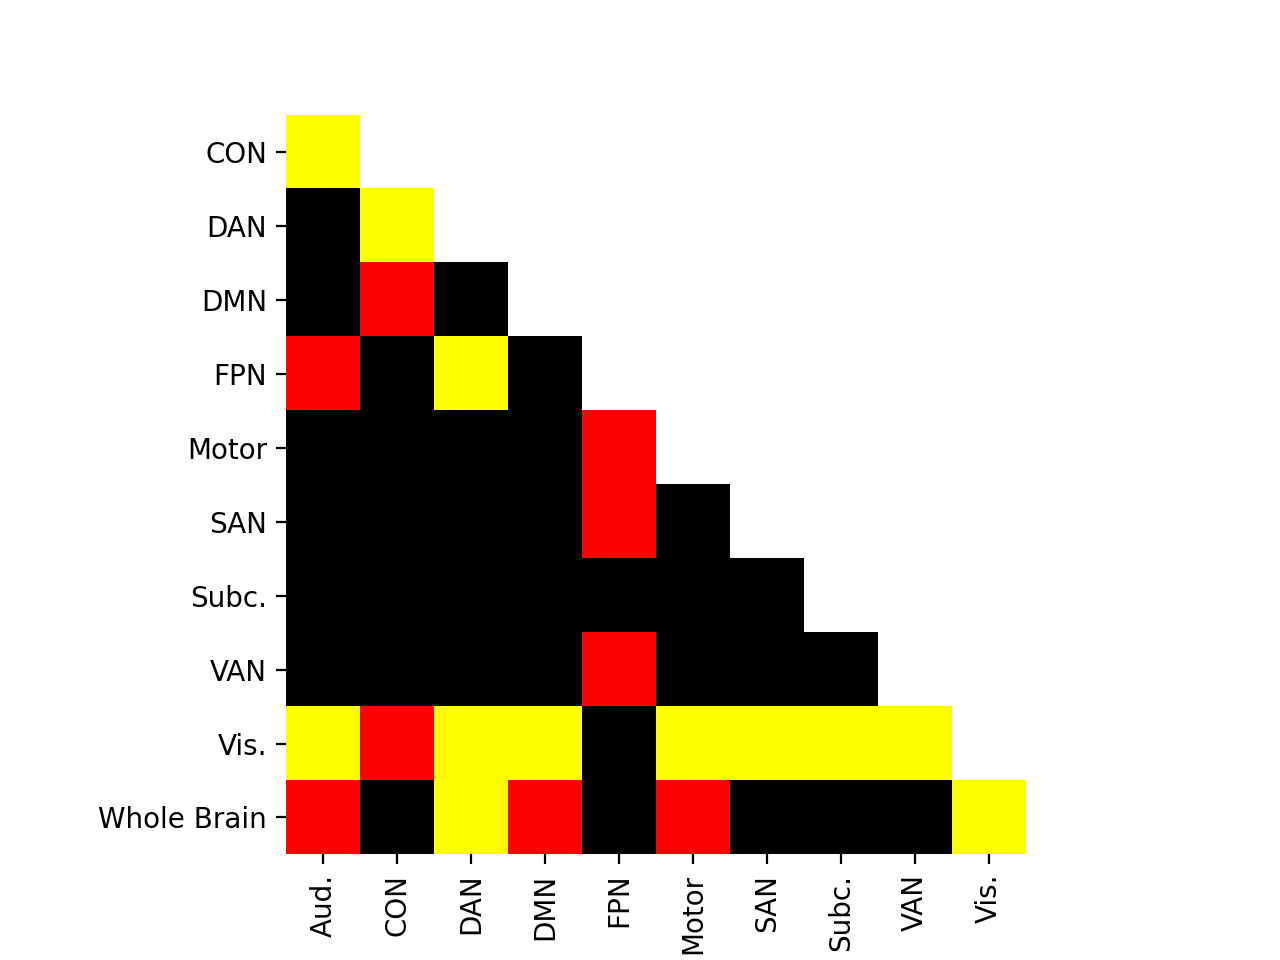 CON
DAN
DMN
FPN
Motor
SAN
Subc.
VAN
Vis.
Whole Brain
Aud.
CON
DAN
DMN
FPN
Motor
SAN
Subc.
VAN
Vis.